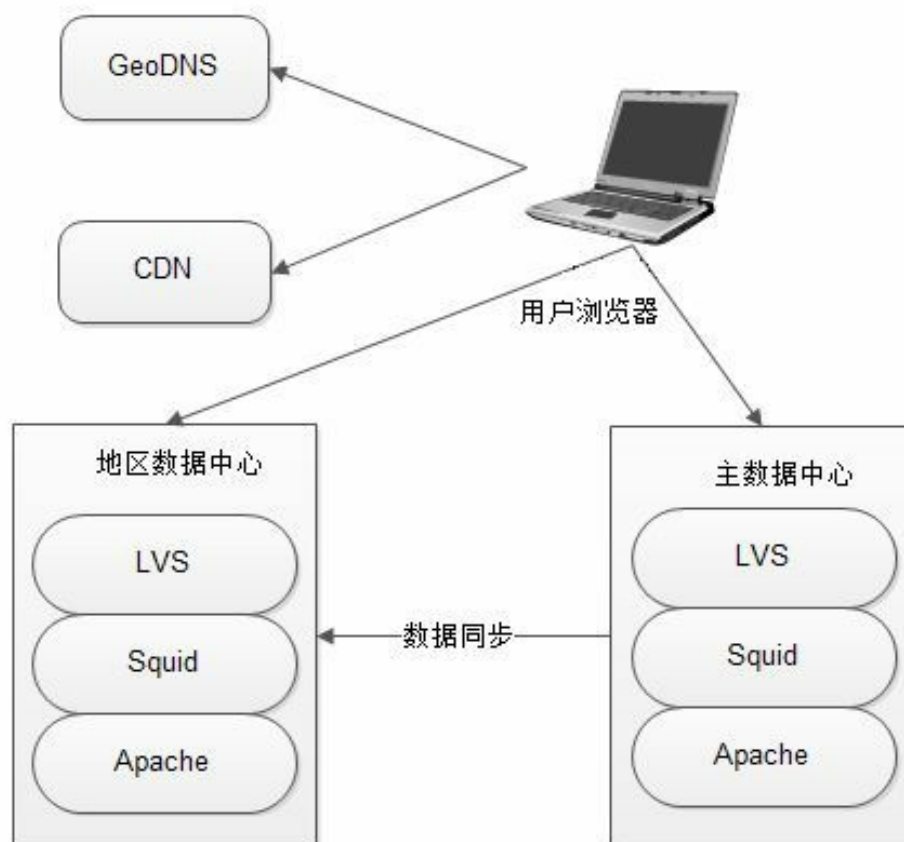 GeoDNS
CDN
用户浏览器
地区数据中心
LVS
Squid
Apache
数据同步
主数据中心
LVS
Squid
Apache